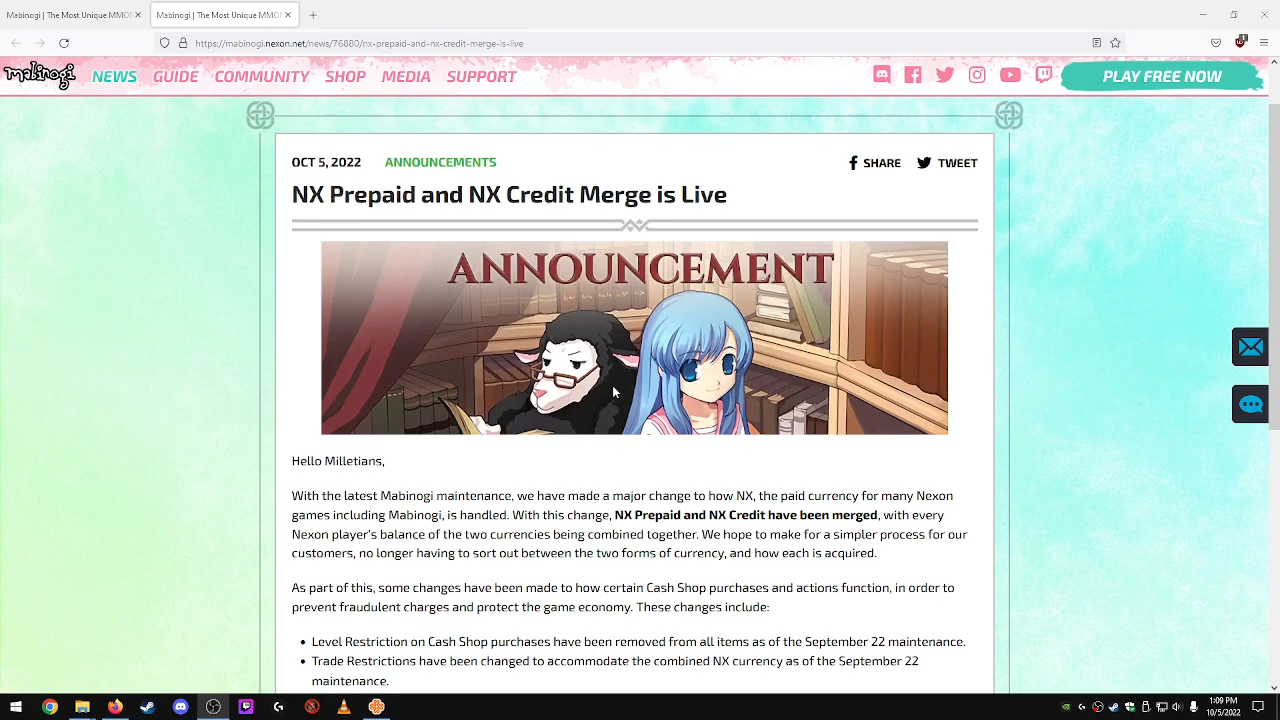 Mabinogi | The Most Unique MMOF
Mabinogi | The Most Unique MMOF
https://mabinogi.nexon.net/news/76880/nx-prepaid-and-nx-credit-merge-is-live
mabinogi
NEWS
GUIDE
COMMUNITY
SHOP
MEDIA
SUPPORT
PLAY FREE NOW
OCT 5, 2022
ANNOUNCEMENTS
SHARE
TWEET
NX Prepaid and NX Credit Merge is Live
ANNOUNCEMENT
Hello Milletians,
With the latest Mabinogi maintenance, we have made a major change to how NX, the paid currency for many Nexon
games including Mabinogi, is handled. With this change, NX Prepaid and NX Credit have been merged, with every
Nexon player's balance of the two currencies being combined together. We hope to make for a simpler process for our
customers, no longer having to sort out between the two forms of currency, and how each is acquired.
As part of this, some changes have been made to how certain Cash Shop purchases and actions function, in order to
prevent fraudulent charges and protect the game economy. These changes include:
• Level Restriction on Cash Shop purchases have been removed from all items as of the September 22 maintenance.
• Trade Restrictions have been changed to accommodate the combined NX currency as of the September 22
maintenance.
1:09 PM
10/5/2022